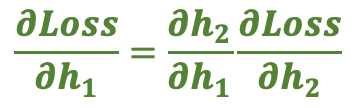 ∂Loss/∂h₁ = ∂h₂/∂h₁ ∂Loss/∂h₂